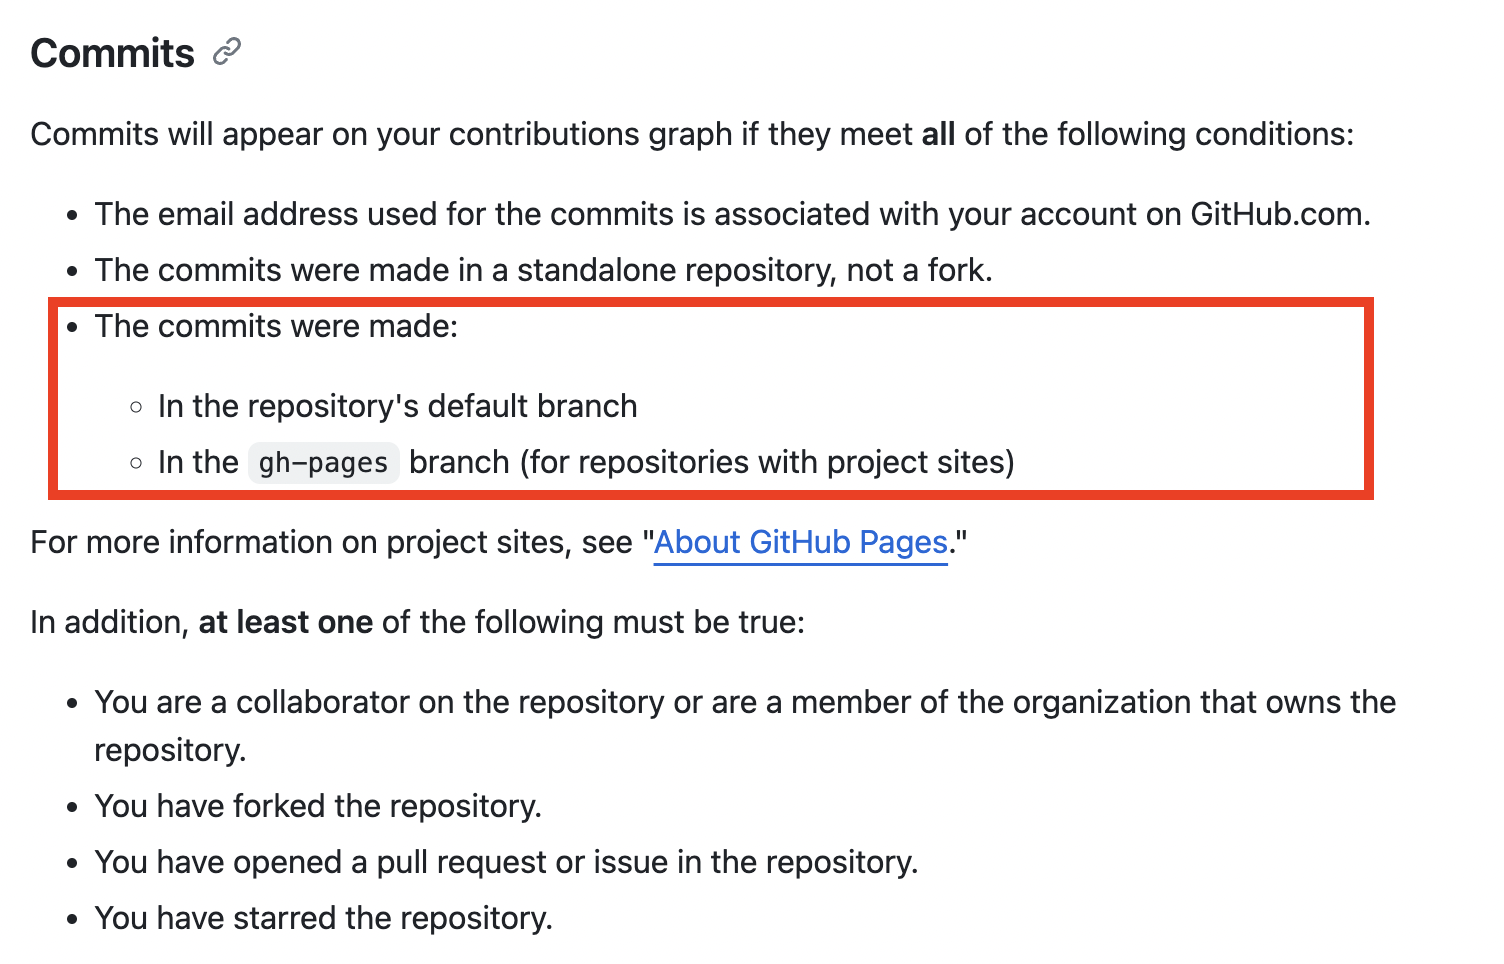 Commits
Commits will appear on your contributions graph if they meet all of the following conditions:
• The email address used for the commits is associated with your account on GitHub.com.
• The commits were made in a standalone repository, not a fork.
• The commits were made:
◦ In the repository's default branch
◦ In the gh-pages branch (for repositories with project sites)
For more information on project sites, see "About GitHub Pages."
In addition, at least one of the following must be true:
• You are a collaborator on the repository or are a member of the organization that owns the
repository.
• You have forked the repository.
• You have opened a pull request or issue in the repository.
• You have starred the repository.